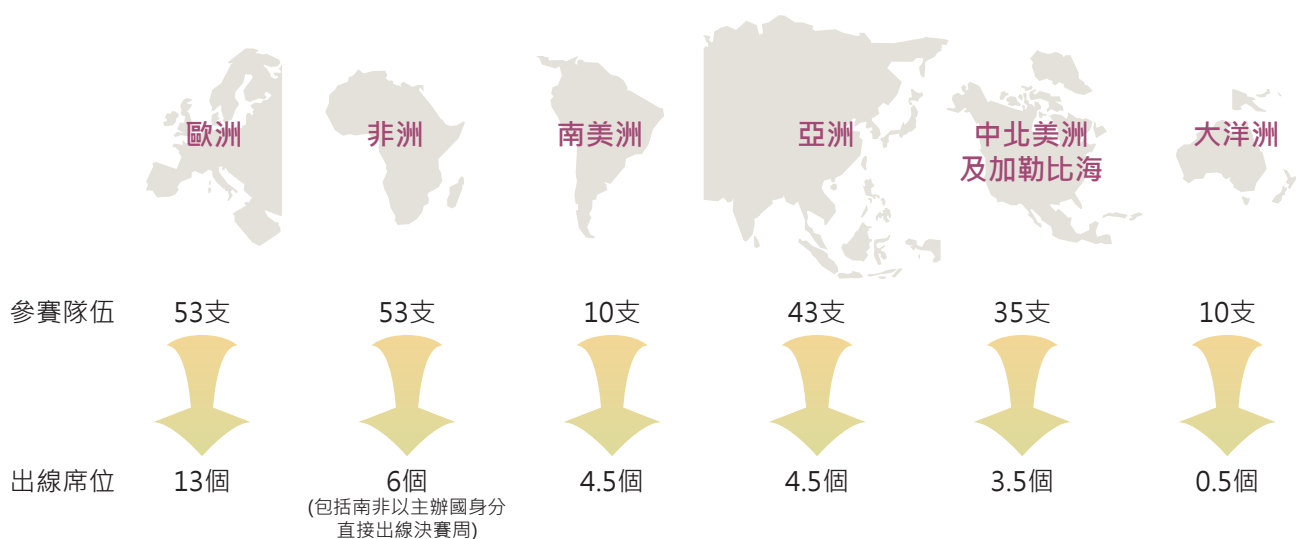 歐洲
非洲
南美洲
亞洲
中北美洲
及加勒比海
大洋洲
參賽隊伍 53支 53支 10支 43支 35支 10支
出線席位 13個 6個 4.5個 4.5個 3.5個 0.5個
(包括南非以主辦國身分
直接出線決賽周)